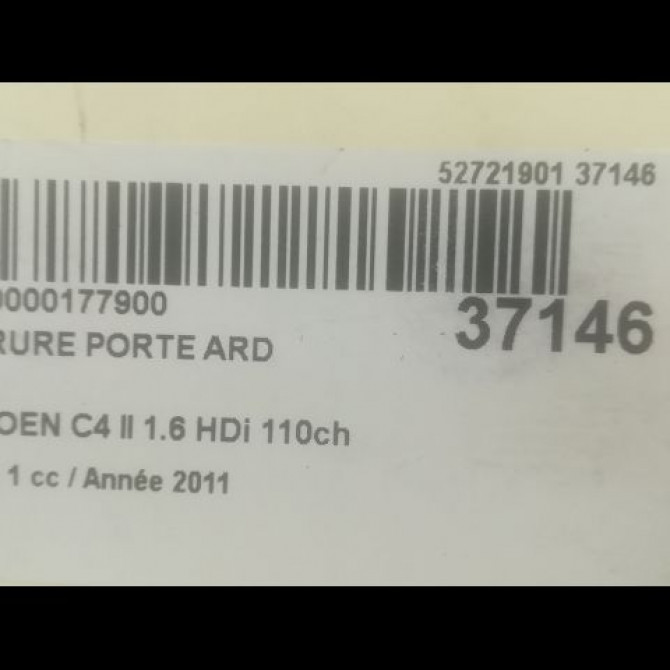 52721901 37146
0000177900
37146
RURE PORTE ARD
OEN C4 II 1.6 HDi 110ch
1 cc / Année 2011